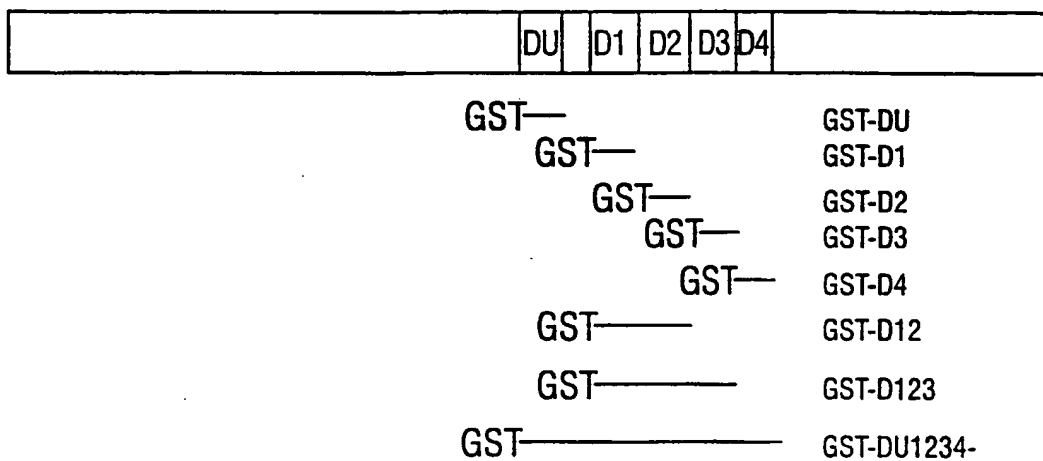 DU D1 D2 D3 D4
GST GST-DU
GST GST-D1
GST GST-D2
GST GST-D3
GST GST-D4
GST GST-D12
GST GST-D123
GST GST-DU1234-